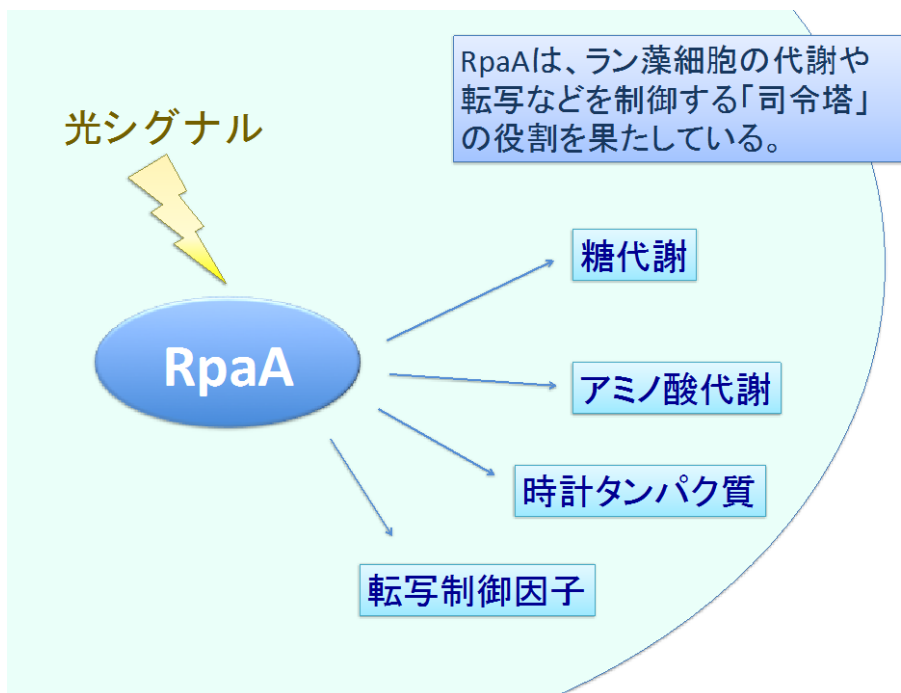 RpaAは、ラン藻細胞の代謝や
転写などを制御する「司令塔」
の役割を果たしている。
光シグナル
糖代謝
RpaA
アミノ酸代謝
時計タンパク質
転写制御因子